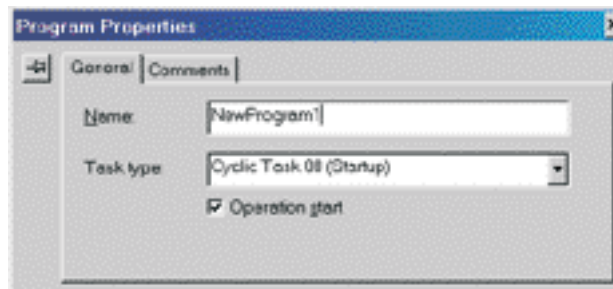 Program Properties
General Comments
Name:
NewProgram1
Task type:
Cyclic Task 00 (Startup)
Operation start